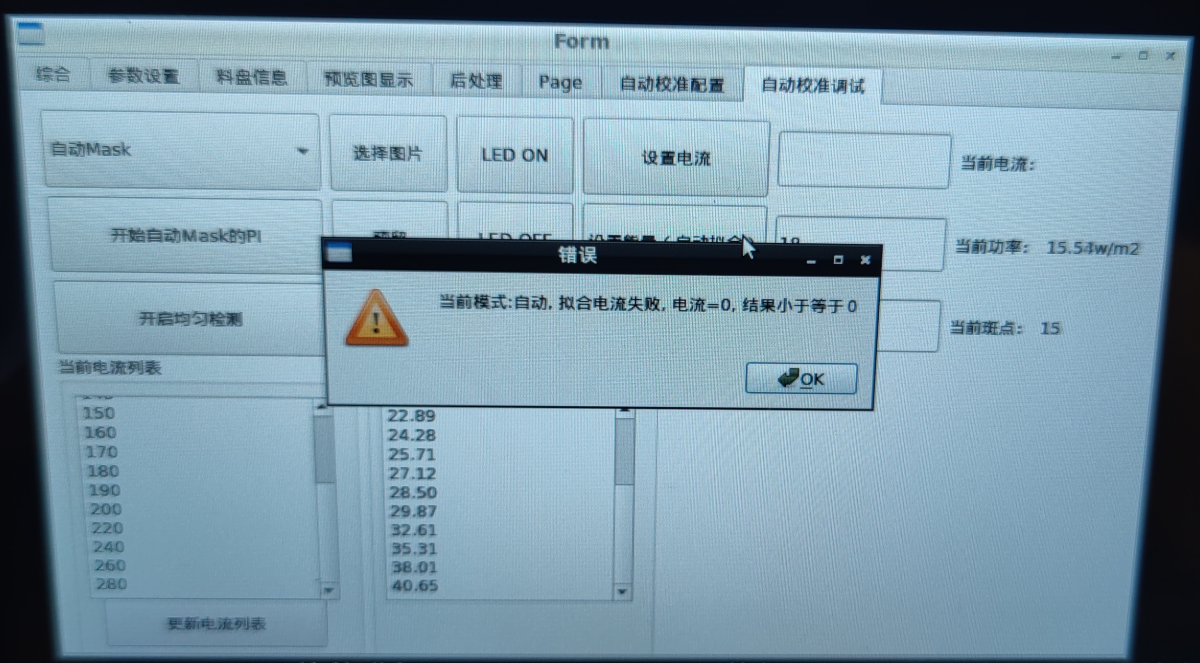 Form
综合 参数设置 料盘信息 预览图显示 后处理 Page 自动校准配置 自动校准调试
自动Mask 选择图片 LED ON 设置电流 当前电流:
开始自动Mask的PI 预留 LED OFF 18 当前功率: 15.54w/m2
错误
当前模式:自动, 拟合电流失败, 电流=0, 结果小于等于0
OK
开启均匀检测 当前斑点: 15
当前电流列表
150 22.89
160 24.28
170 25.71
180 27.12
190 28.50
200 29.87
220 32.61
240 35.31
260 38.01
280 40.65
更新电流列表